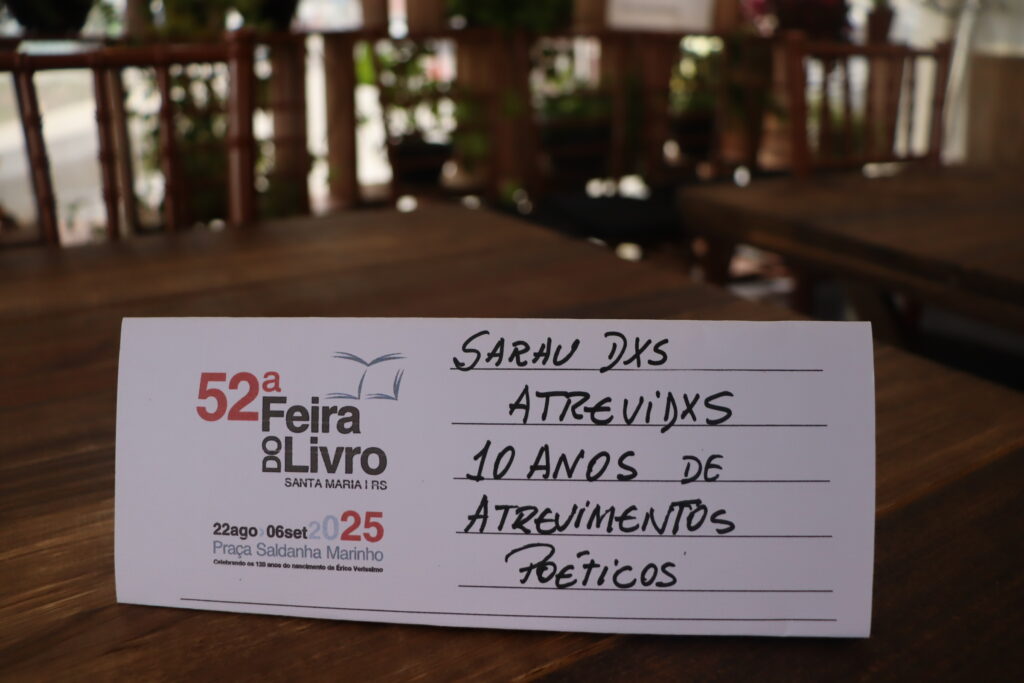 52ª
Feira
DO Livro
SANTA MARIA | RS
22ago > 06set 2025
Praça Saldanha Marinho
Celebrando os 120 anos do nascimento de Érico Verissimo
SARAU DXS
ATREVIDXS
10 ANOS DE
ATREVIMENTOS
POÉTICOS